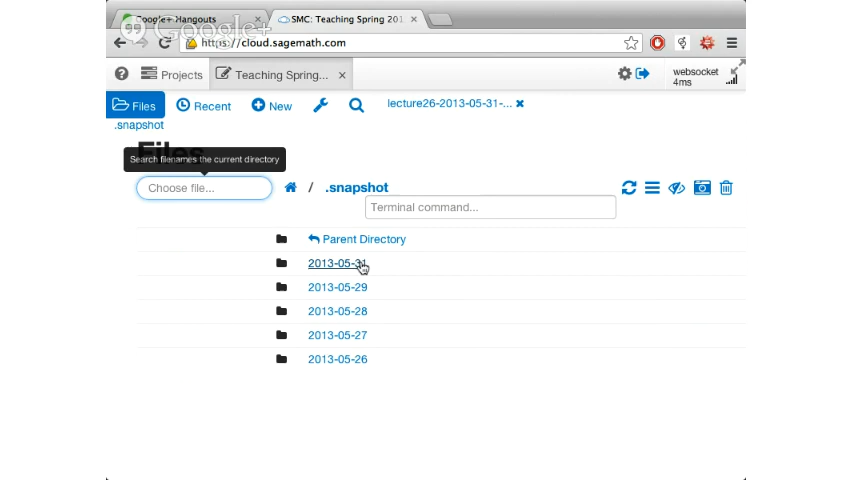 Google+ Hangouts
SMC: Teaching Spring 201
Google+
https://cloud.sagemath.com
Projects
Teaching Spring...
websocket
4ms
Files
Recent
New
lecture26-2013-05-31-...
.snapshot
Files
Search filenames the current directory
Choose file...
/ .snapshot
Terminal command...
Parent Directory
2013-05-31
2013-05-29
2013-05-28
2013-05-27
2013-05-26